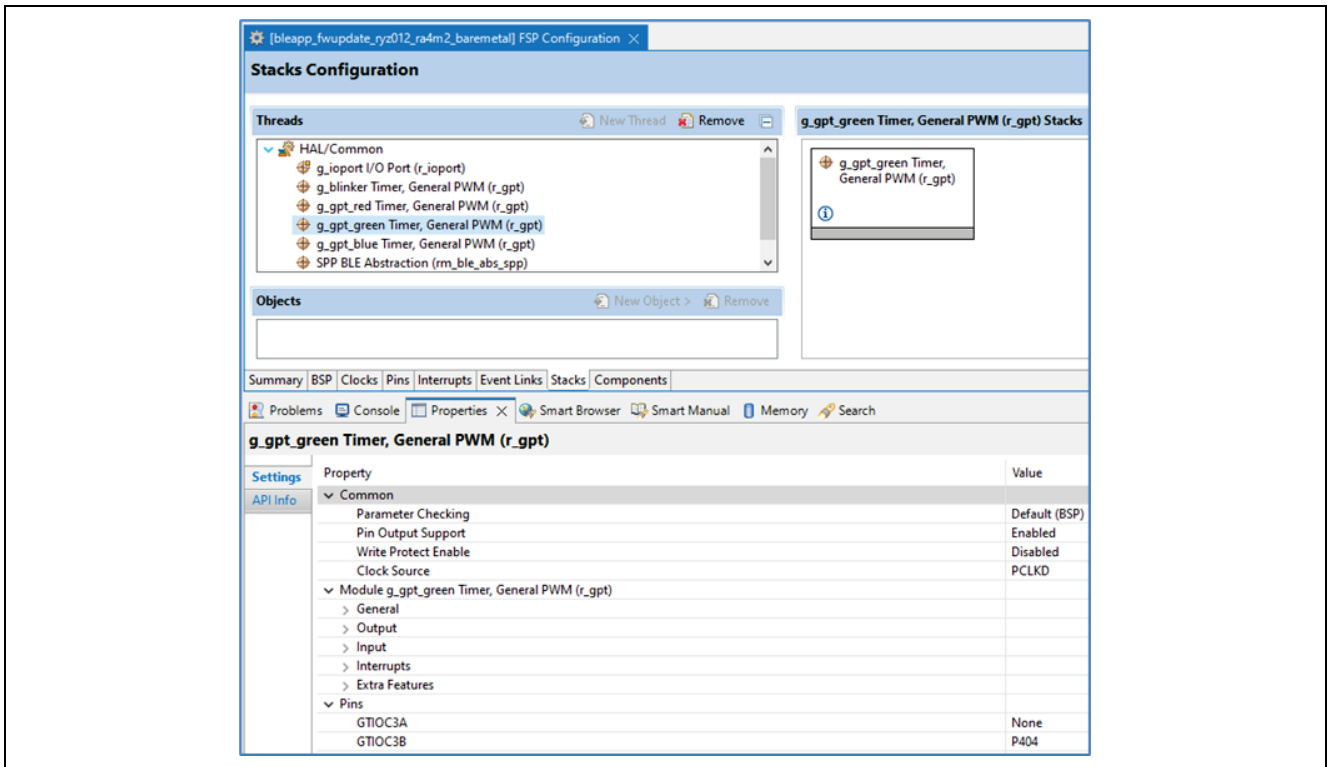 [bleapp_fwupdate_ryz012_ra4m2_baremetal] FSP Configuration
Stacks Configuration
Threads
New Thread
Remove
HAL/Common
g_ioport I/O Port (r_ioport)
g_blinker Timer, General PWM (r_gpt)
g_gpt_red Timer, General PWM (r_gpt)
g_gpt_green Timer, General PWM (r_gpt)
g_gpt_blue Timer, General PWM (r_gpt)
SPP BLE Abstraction (rm_ble_abs_spp)
g_gpt_green Timer, General PWM (r_gpt) Stacks
g_gpt_green Timer,
General PWM (r_gpt)
Objects
New Object >
Remove
Summary BSP Clocks Pins Interrupts Event Links Stacks Components
Problems Console Properties Smart Browser Smart Manual Memory Search
g_gpt_green Timer, General PWM (r_gpt)
Settings
API Info
Property Value
Common
Parameter Checking Default (BSP)
Pin Output Support Enabled
Write Protect Enable Disabled
Clock Source PCLKD
Module g_gpt_green Timer, General PWM (r_gpt)
General
Output
Input
Interrupts
Extra Features
Pins
GTIOC3A None
GTIOC3B P404